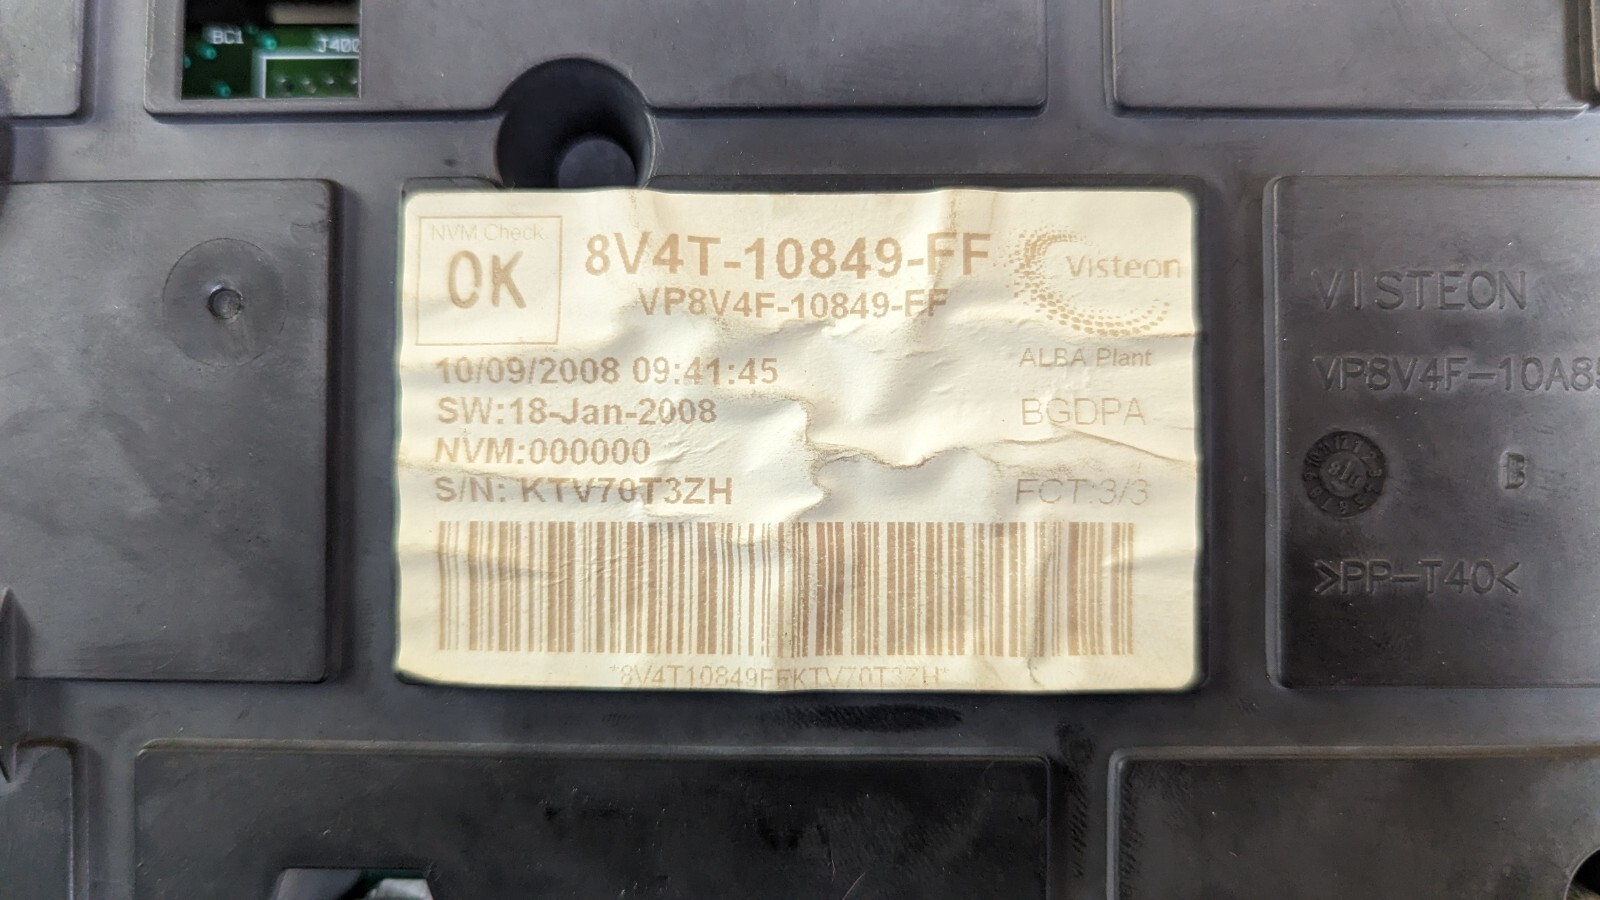 BC1
J400
NVM Check
OK
8V4T-10849-FF
VP8V4F-10849-FF
Visteon
10/09/2008 09:41:45
ALBA Plant
SW:18-Jan-2008
BGDPA
NVM:000000
S/N: KTV70T3ZH
FCT:3/3
*8V4T10849FFKTV70T3ZH*
VISTEON
VP8V4F-10A85
B
>PP-T40<